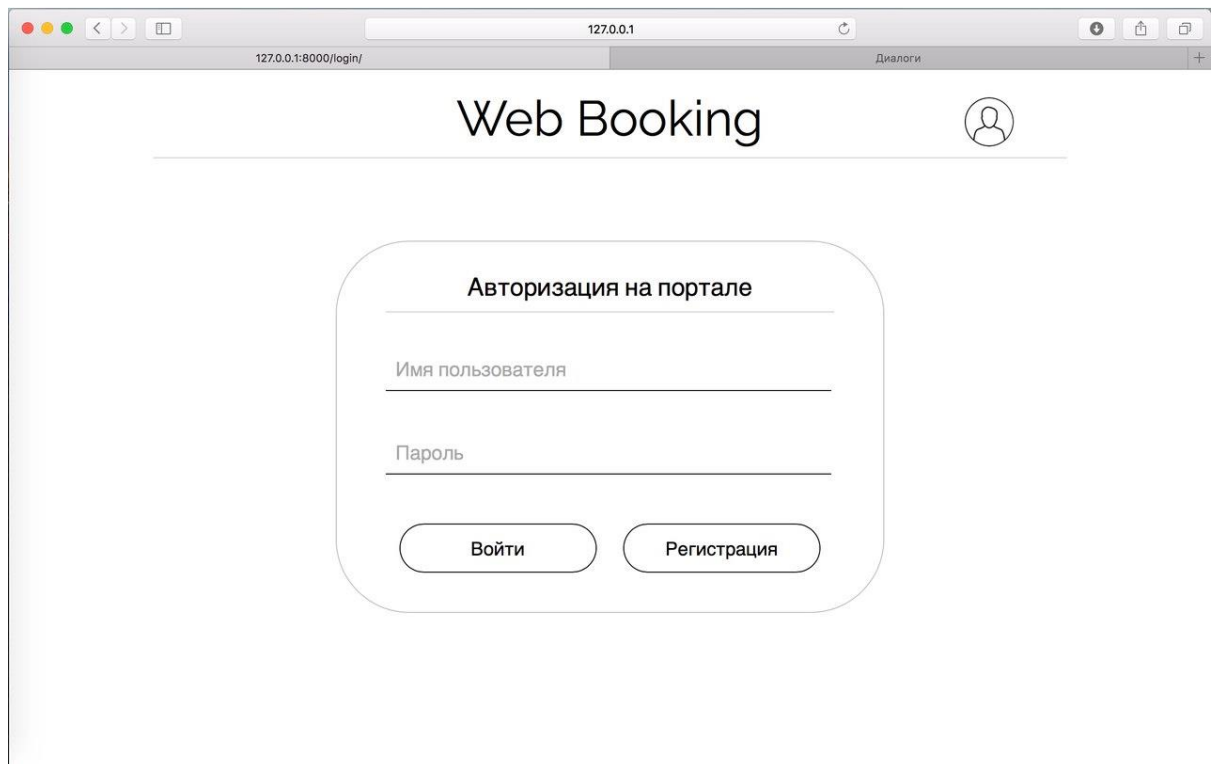 127.0.0.1
127.0.0.1:8000/login/ Диалоги
Web Booking
Авторизация на портале
Имя пользователя
Пароль
Войти Регистрация